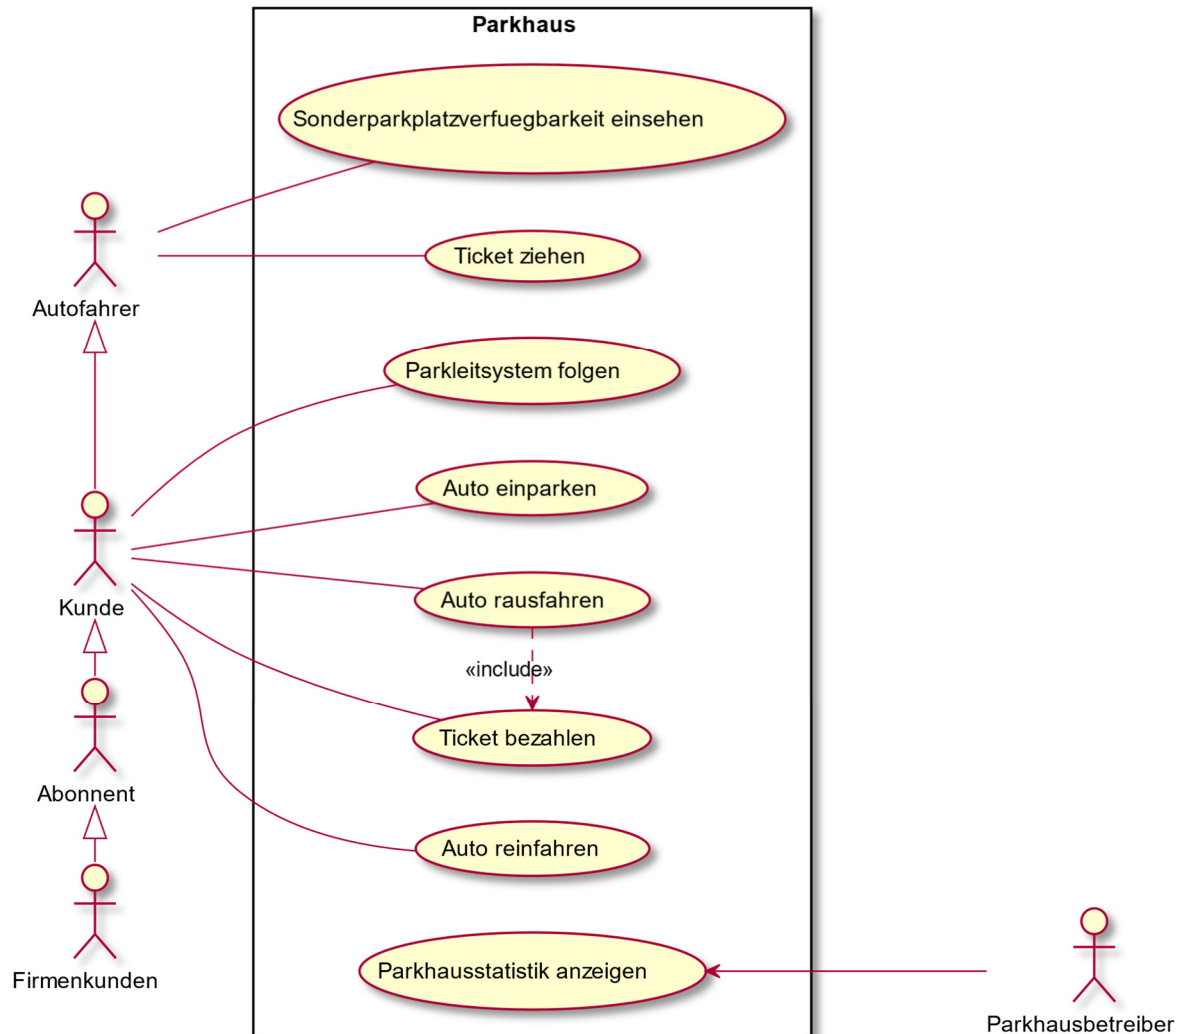 Parkhaus
Sonderparkplatzverfuegbarkeit einsehen
Ticket ziehen
Autofahrer
Parkleitsystem folgen
Auto einparken
Auto rausfahren
Kunde
«include»
Ticket bezahlen
Abonnent
Auto reinfahren
Parkhausstatistik anzeigen
Firmenkunden
Parkhausbetreiber